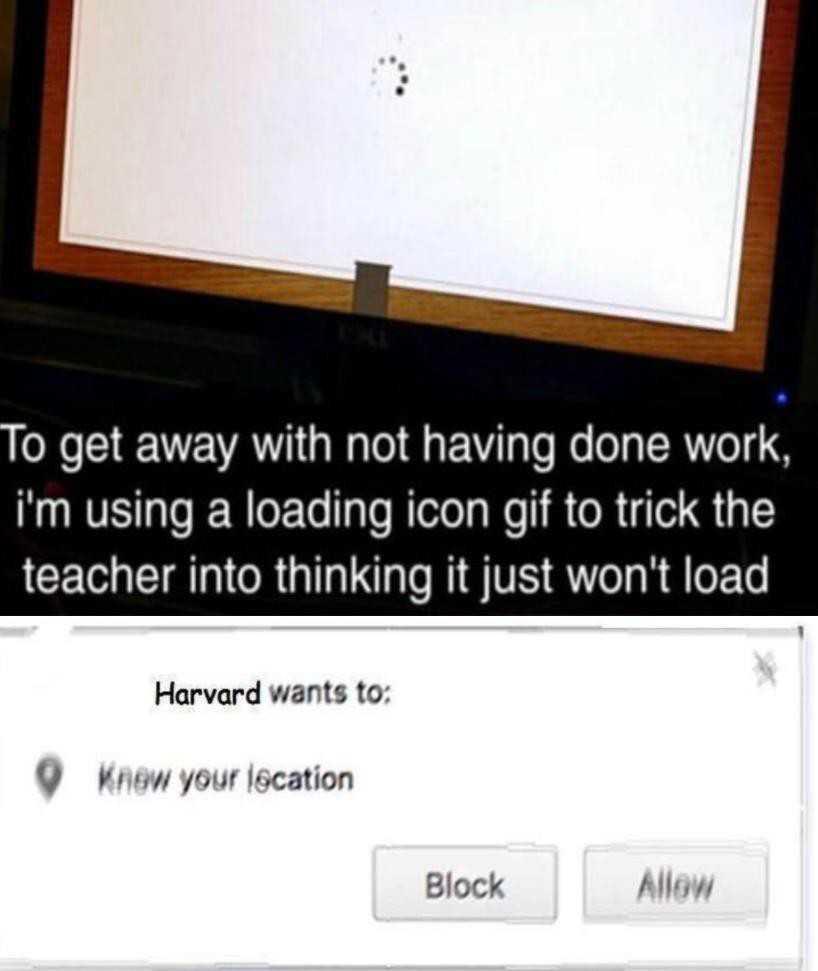 To get away with not having done work,
i'm using a loading icon gif to trick the
teacher into thinking it just won't load
Harvard wants to:
Know your location
Block
Allow